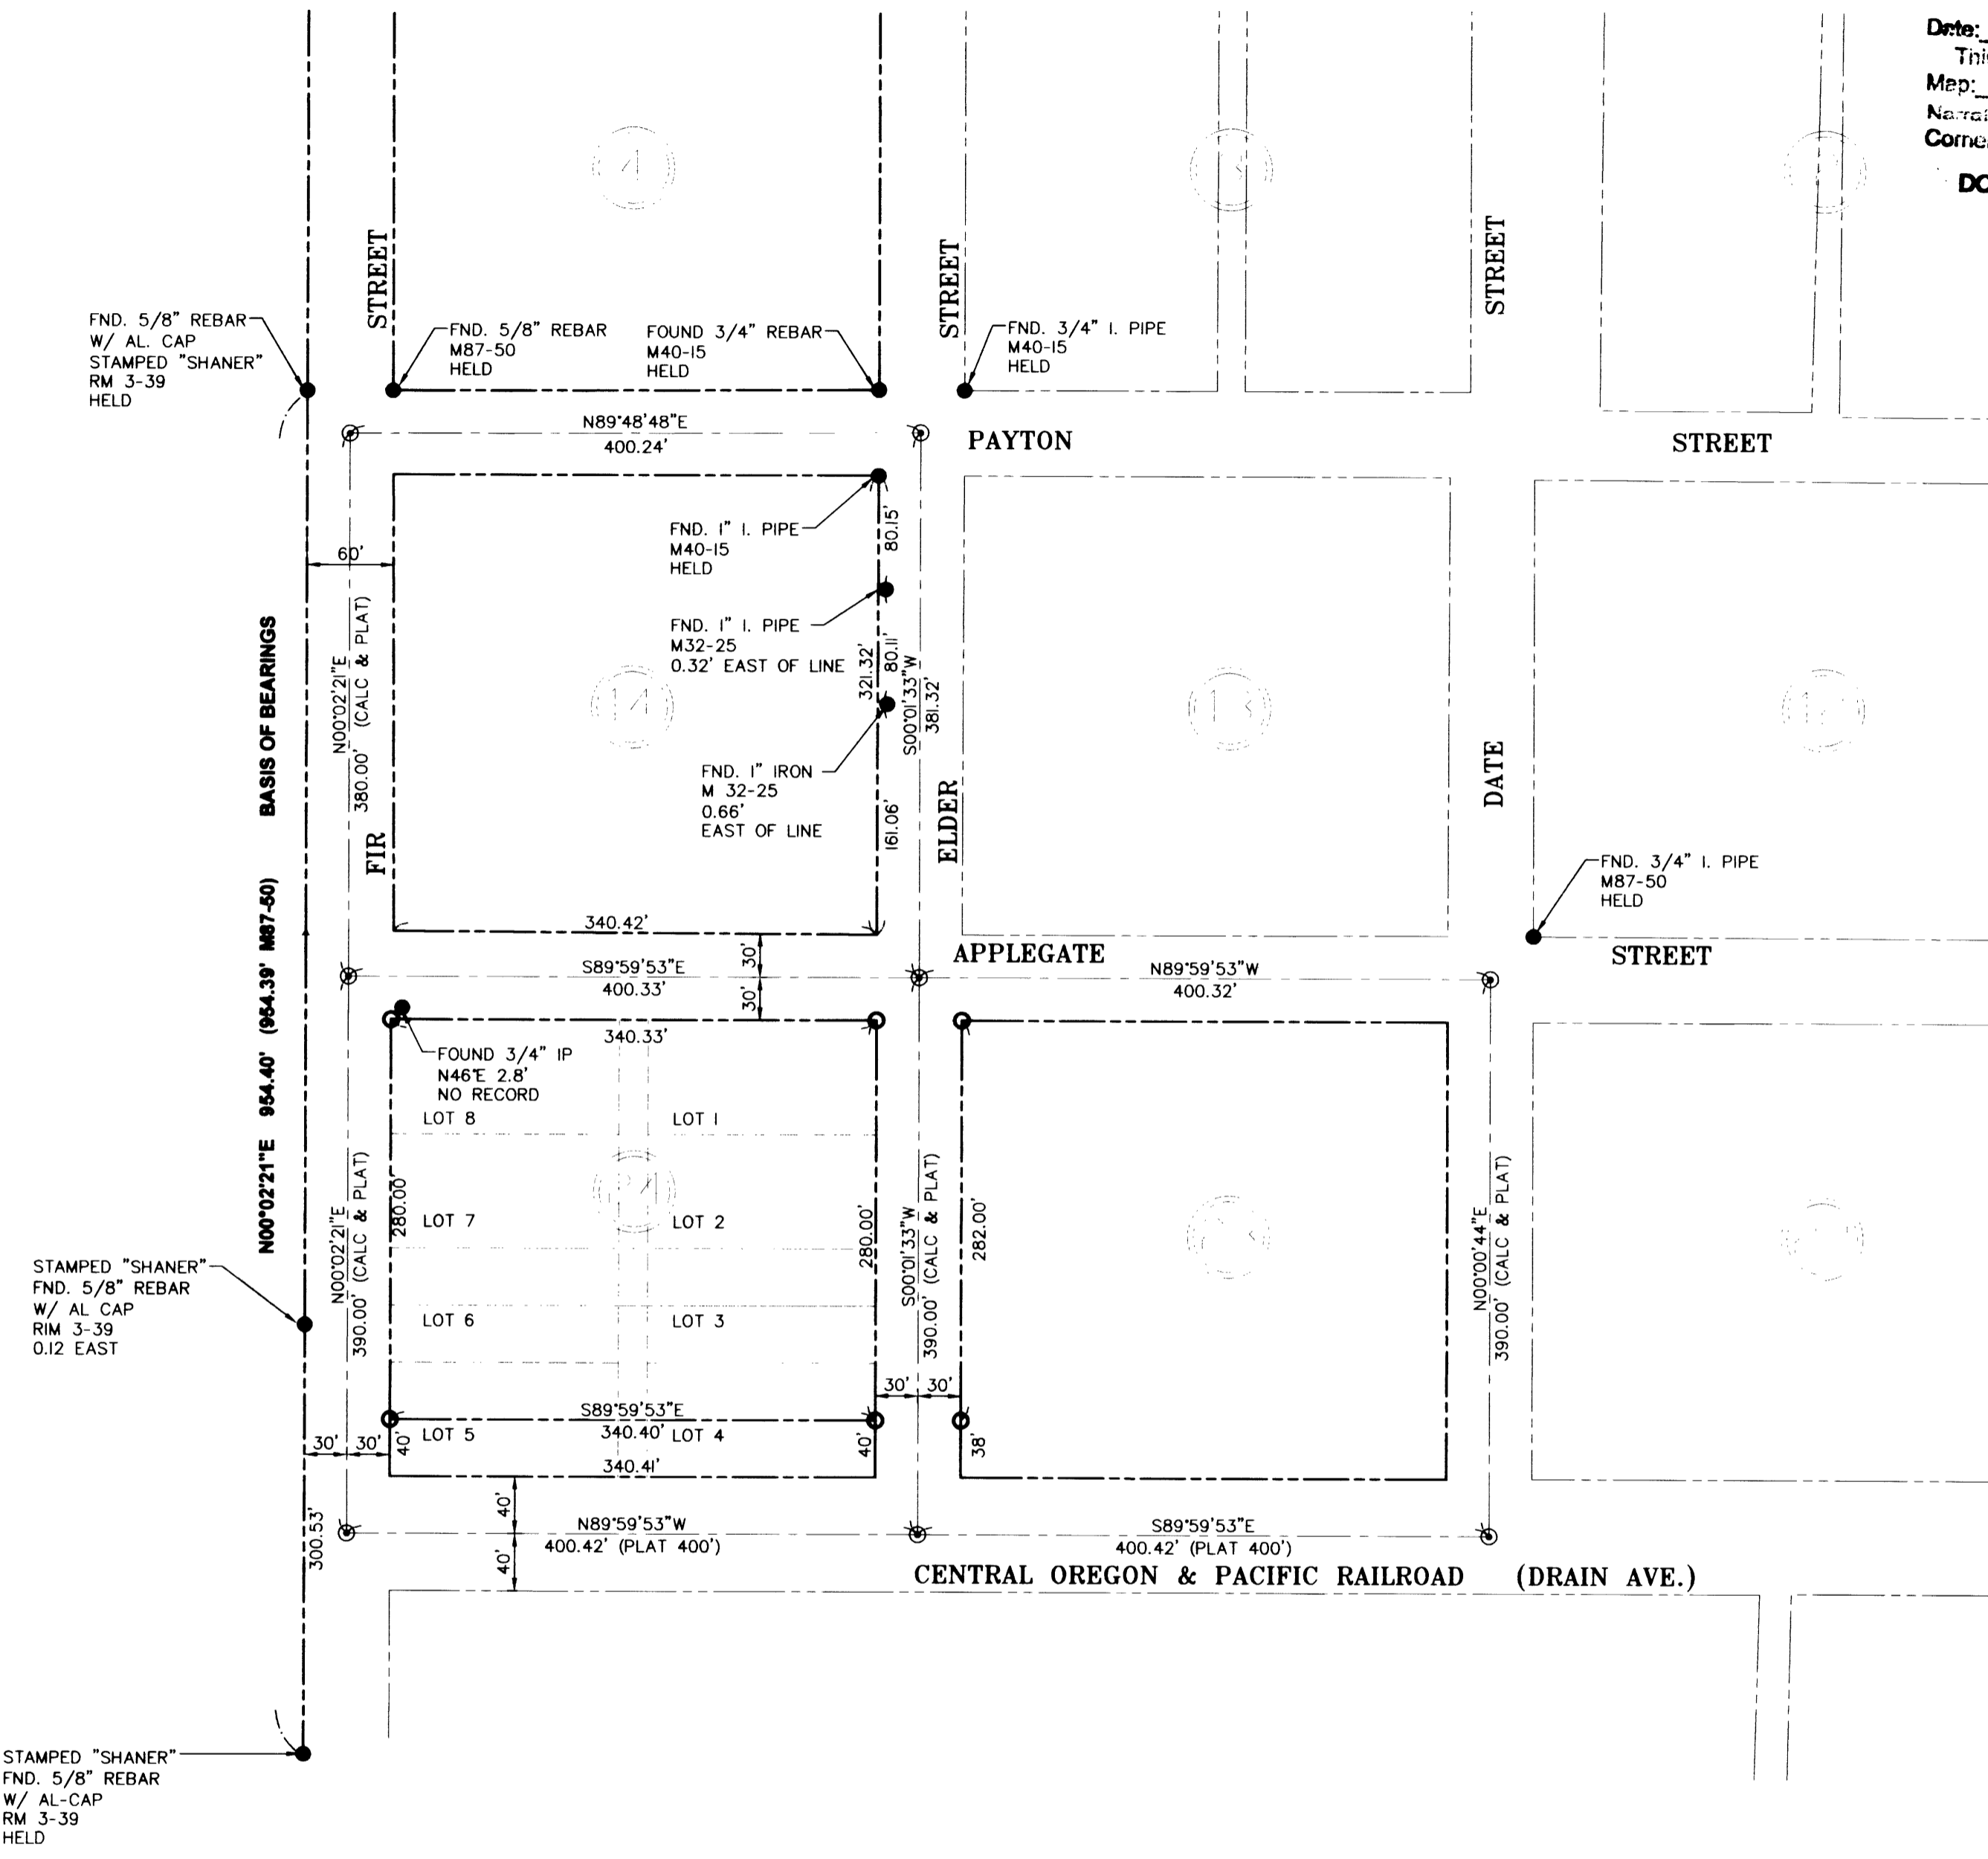 Date:
Map:
4
3
STREET
STREET
STREET
FND. 5/8" REBAR
W/ AL. CAP
STAMPED "SHANER"
RM 3-39
HELD
FND. 5/8" REBAR
M87-50
HELD
FOUND 3/4" REBAR
M40-15
HELD
FND. 3/4" I. PIPE
M40-15
HELD
N89°48'48"E
400.24'
PAYTON
STREET
FND. 1" I. PIPE
M40-15
HELD
80.15'
60'
FND. 1" I. PIPE
M32-25
0.32' EAST OF LINE
80.11'
321.32'
S00°01'33"W
381.32'
N00°02'21"E
380.00' (CALC & PLAT)
BASIS OF BEARINGS
14
13
12
FND. 1" IRON
M 32-25
0.66'
EAST OF LINE
161.06'
FIR
ELDER
DATE
FND. 3/4" I. PIPE
M87-50
HELD
340.42'
30'
APPLEGATE
STREET
S89°59'53"E
400.33'
N89°59'53"W
400.32'
30'
N00°02'21"E 954.40' (954.39' M87-50)
340.33'
FOUND 3/4" IP
N46°E 2.8'
NO RECORD
LOT 8
LOT 1
LOT 7
LOT 2
LOT 6
LOT 3
280.00'
280.00'
282.00'
N00°02'21"E
390.00' (CALC & PLAT)
S00°01'33"W
390.00' (CALC & PLAT)
N00°00'44"E
390.00' (CALC & PLAT)
STAMPED "SHANER"
FND. 5/8" REBAR
W/ AL CAP
RIM 3-39
0.12 EAST
30'
30'
S89°59'53"E
340.40'
LOT 5
LOT 4
30'
30'
40'
40'
38'
340.41'
40'
N89°59'53"W
400.42' (PLAT 400')
S89°59'53"E
400.42' (PLAT 400')
40'
300.53'
CENTRAL OREGON & PACIFIC RAILROAD (DRAIN AVE.)
STAMPED "SHANER"
FND. 5/8" REBAR
W/ AL-CAP
RM 3-39
HELD